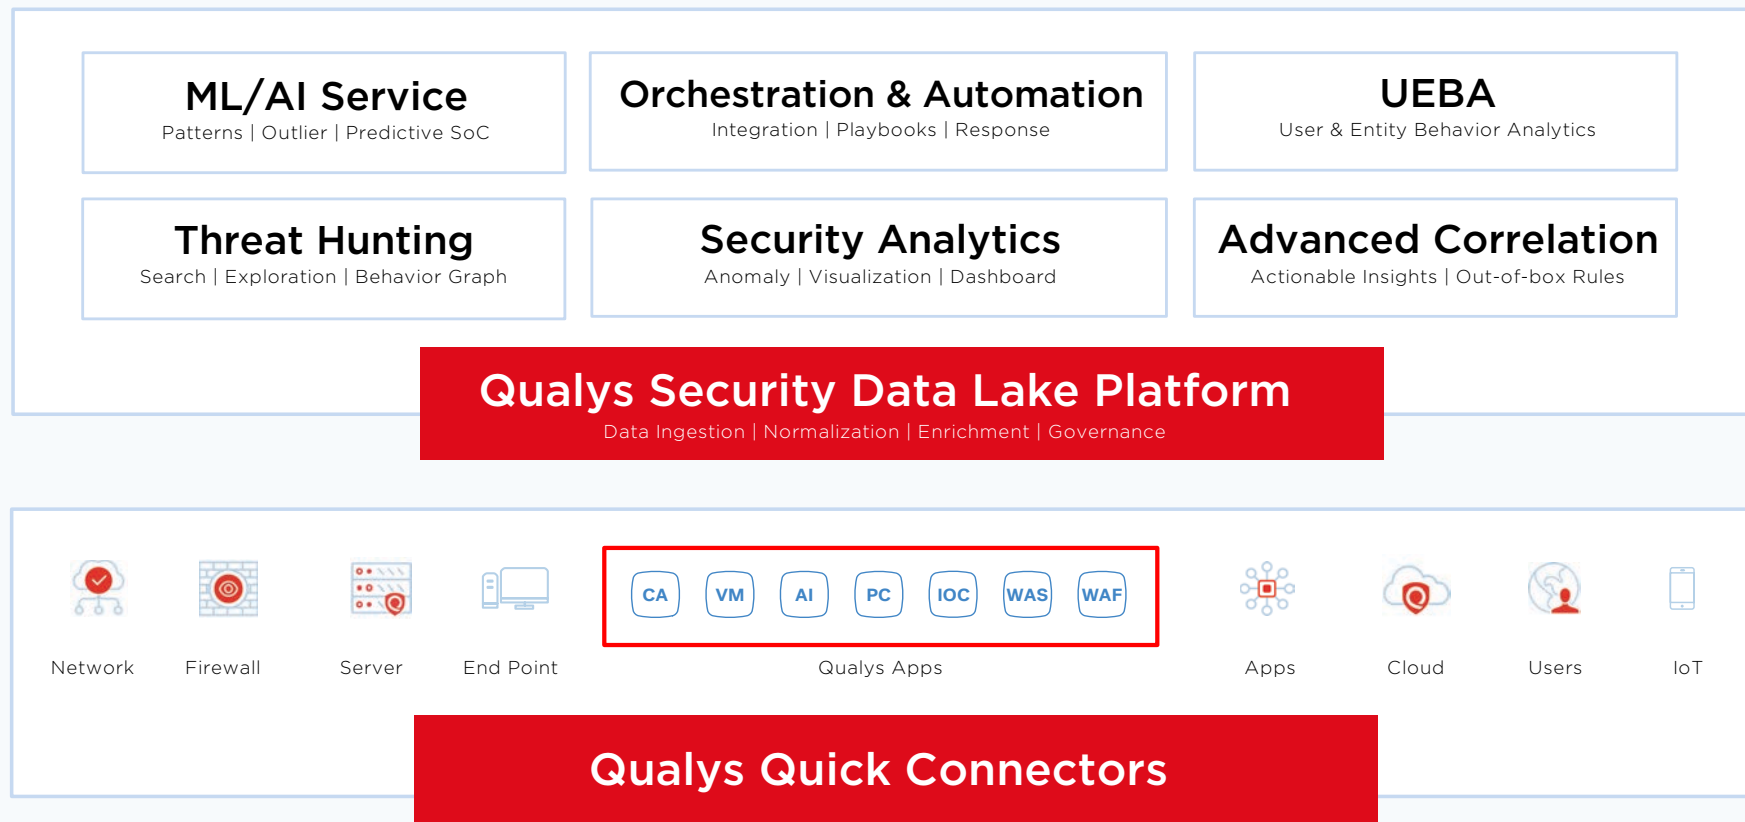 ML/AI Service
Patterns | Outlier | Predictive SoC
Orchestration & Automation
Integration | Playbooks | Response
UEBA
User & Entity Behavior Analytics
Threat Hunting
Search | Exploration | Behavior Graph
Security Analytics
Anomaly | Visualization | Dashboard
Advanced Correlation
Actionable Insights | Out-of-box Rules
Qualys Security Data Lake Platform
Data Ingestion | Normalization | Enrichment | Governance
CA VM AI PC IOC WAS WAF
Network Firewall Server End Point Qualys Apps Apps Cloud Users IoT
Qualys Quick Connectors